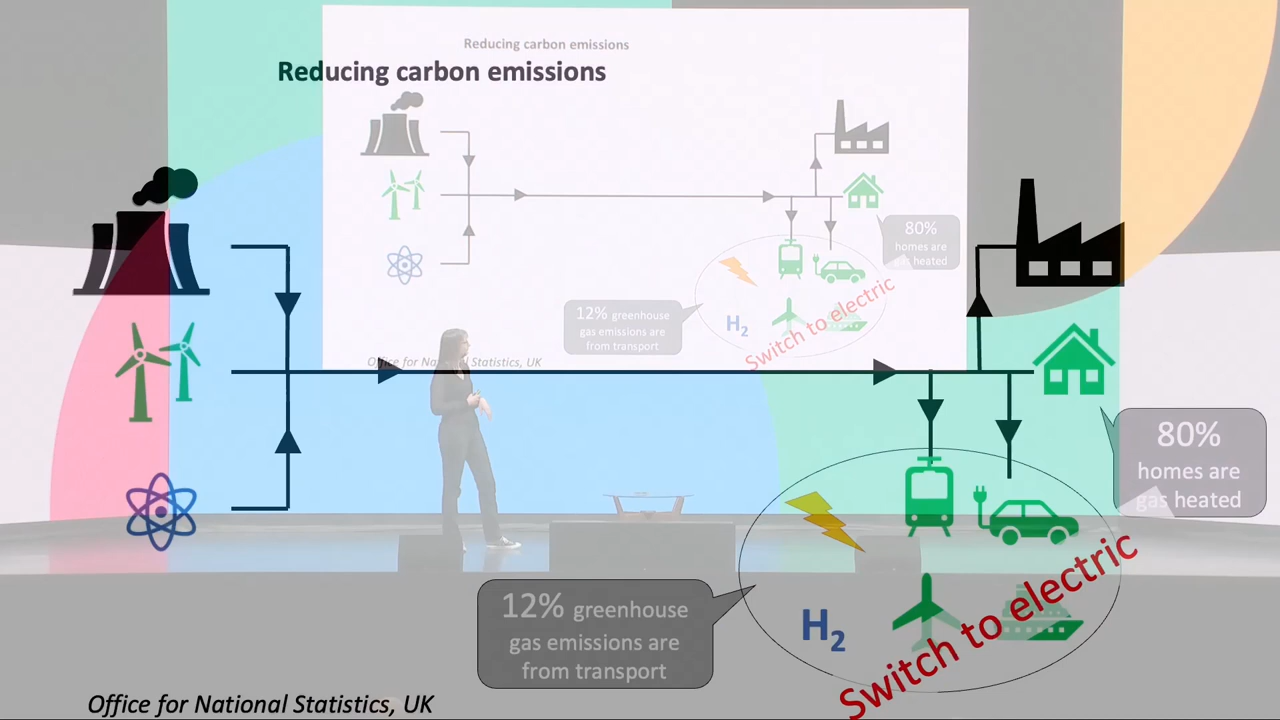 Reducing carbon emissions
Reducing carbon emissions
80%
homes are
gas heated
12% greenhouse
gas emissions are
from transport
H2
Switch to electric
Office for National Statistics, UK
80%
homes are
gas heated
12% greenhouse
gas emissions are
from transport
H2
Switch to electric
Office for National Statistics, UK